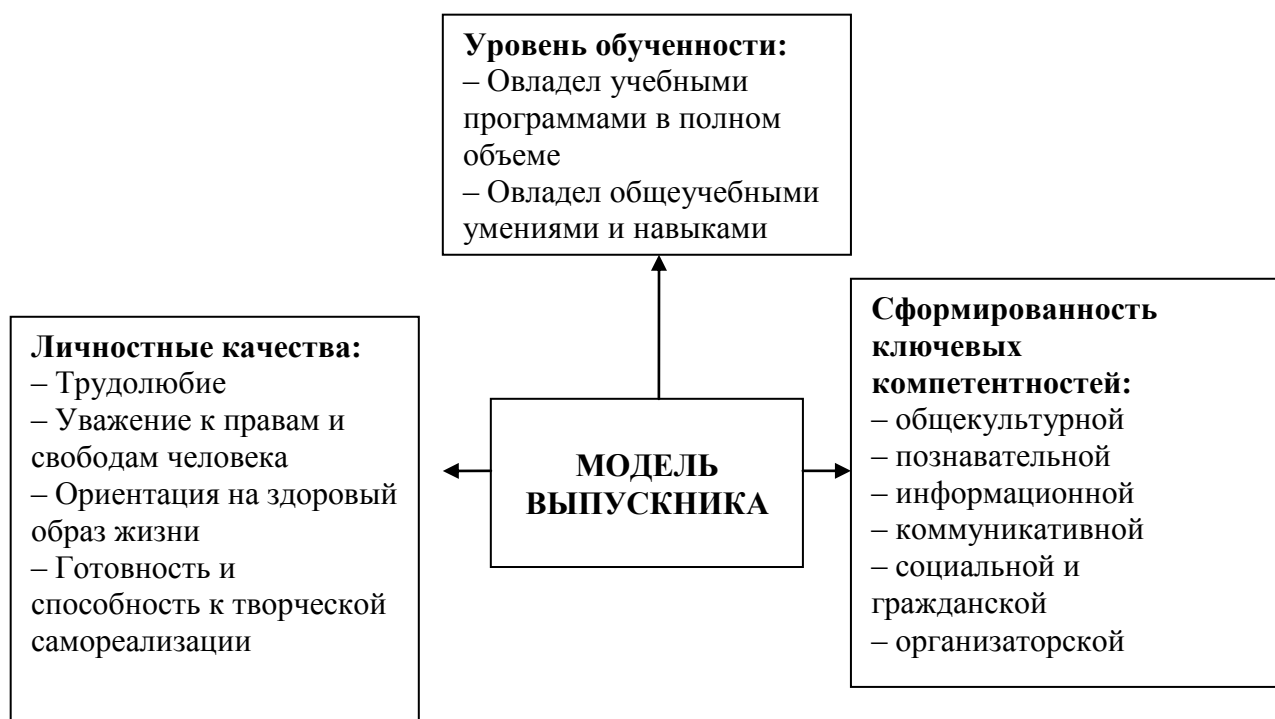 Уровень обученности:
– Овладел учебными
программами в полном
объеме
– Овладел общеучебными
умениями и навыками
Личностные качества:
– Трудолюбие
– Уважение к правам и
свободам человека
– Ориентация на здоровый
образ жизни
– Готовность и
способность к творческой
самореализации
МОДЕЛЬ
ВЫПУСКНИКА
Сформированность
ключевых
компетентностей:
– общекультурной
– познавательной
– информационной
– коммуникативной
– социальной и
гражданской
– организаторской